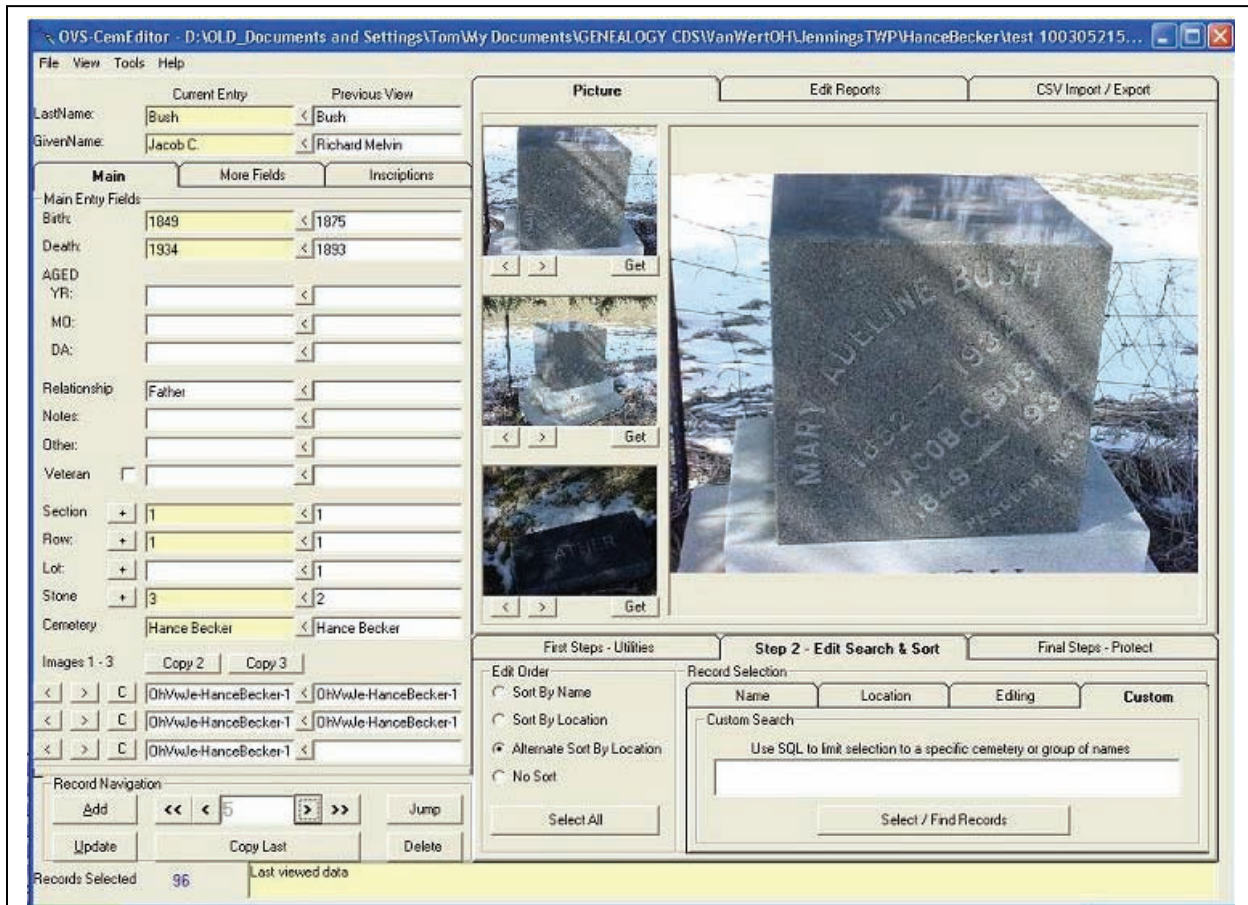 OVS-CemEditor - D:\OLD_Documents and Settings\Tom\My Documents\GENEALOGY CDS\VanWertOH\JenningsTWP\HanceBecker\test 100305215...
File View Tools Help
Current Entry Previous View
LastName: Bush < Bush
GivenName: Jacob C. < Richard Melvin
Main More Fields Inscriptions
Main Entry Fields
Birth: 1849 < 1875
Death: 1934 < 1893
AGED
YR: <
MO: <
DA: <
Relationship Father <
Notes: <
Other: <
Veteran <
Section + 1 < 1
Row: + 1 < 1
Lot: + < 1
Stone + 3 < 2
Cemetery Hance Becker < Hance Becker
Images 1 - 3 Copy 2 Copy 3
< > C OhVwJe-HanceBecker-1 < OhVwJe-HanceBecker-1
< > C OhVwJe-HanceBecker-1 < OhVwJe-HanceBecker-1
< > C OhVwJe-HanceBecker-1 <
Record Navigation
Add << < 5 > >> Jump
Update Copy Last Delete
Records Selected 96 Last viewed data
Picture Edit Reports CSV Import / Export
< > Get
< > Get
ATHER
< > Get
MARY ADELINE BUSH
1852 — 1932
JACOB C. BUSH
1849 — 193
First Steps - Utilities Step 2 - Edit Search & Sort Final Steps - Protect
Edit Order
Sort By Name
Sort By Location
Alternate Sort By Location
No Sort
Select All
Record Selection
Name Location Editing Custom
Custom Search
Use SQL to limit selection to a specific cemetery or group of names
Select / Find Records